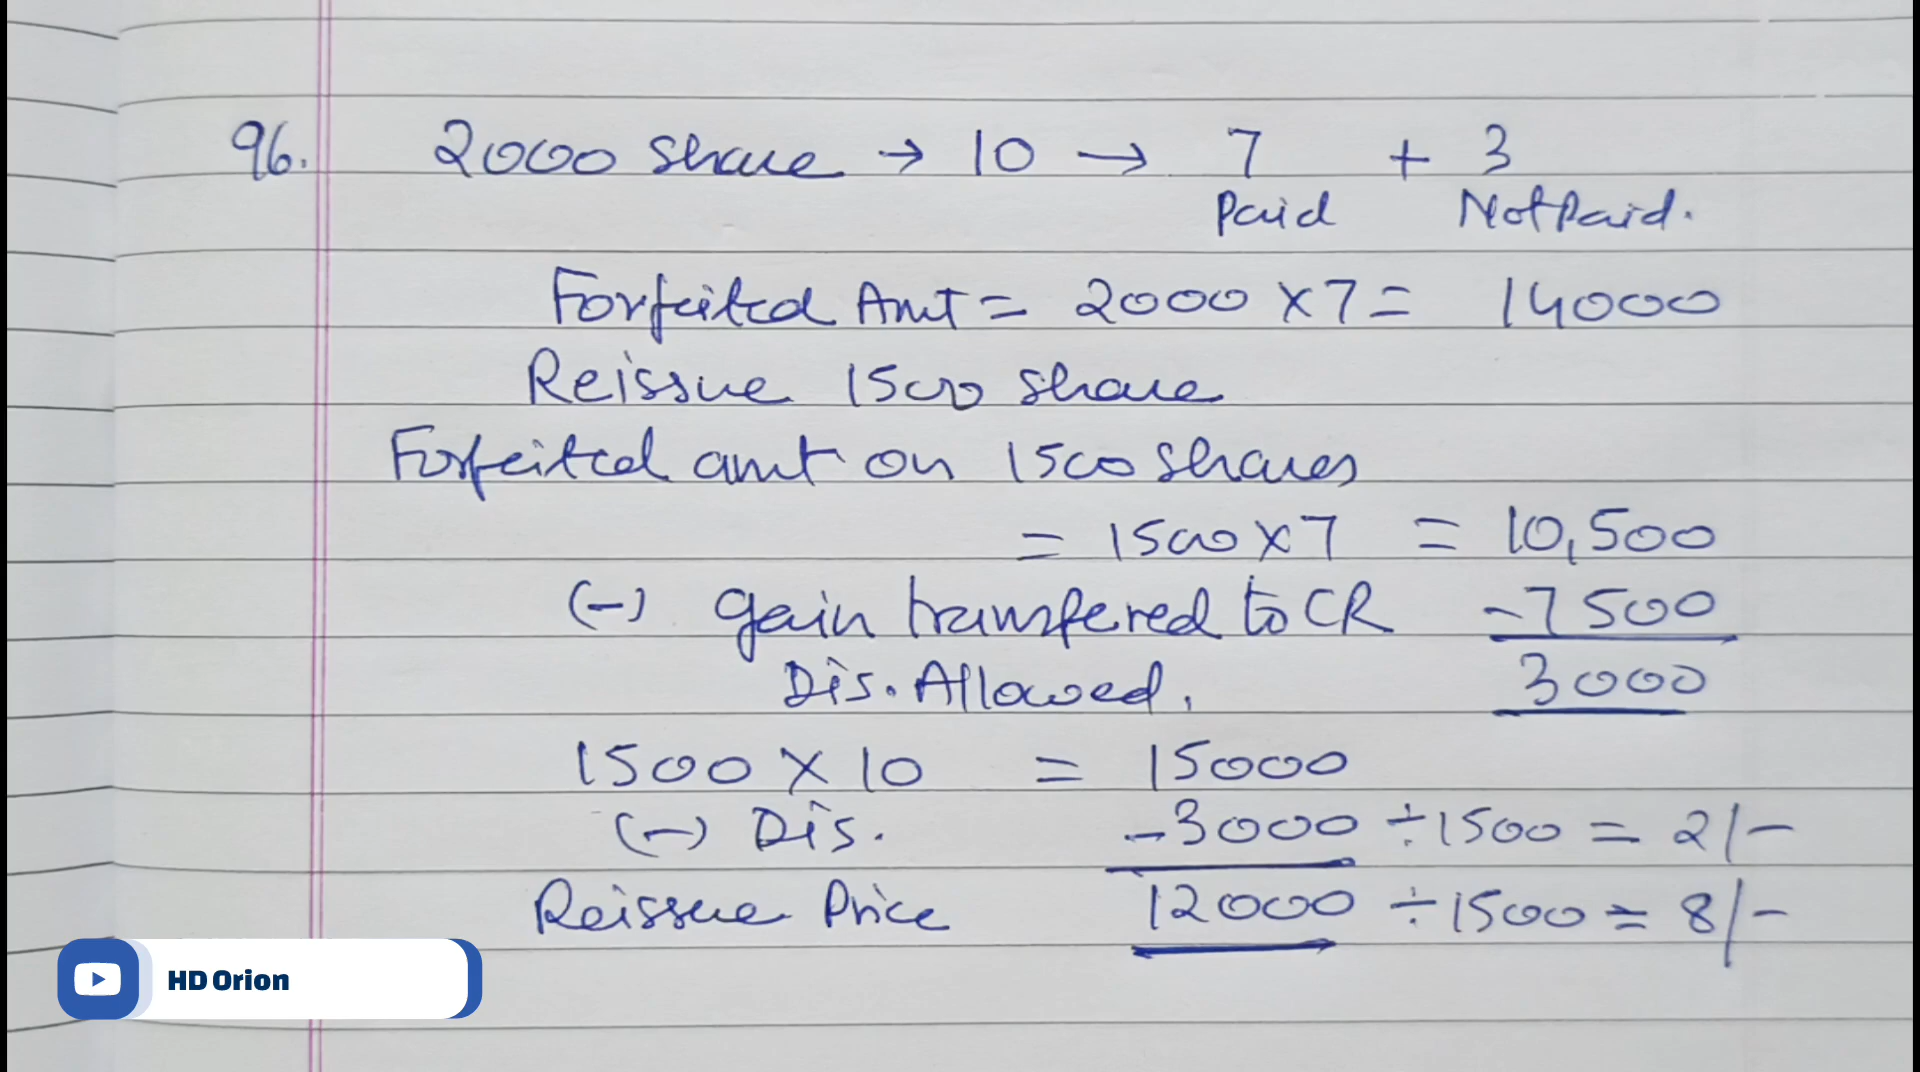 96. 2000 share → 10 → 7 + 3
Paid Not Paid.
Forfeited Amt = 2000 × 7 = 14000
Reissue 1500 share
Forfeited amt on 1500 shares
= 1500 × 7 = 10,500
(-) gain transfered to CR -7500
Dis. Allowed. 3000
1500 × 10 = 15000
(-) Dis. -3000 ÷ 1500 = 2/-
Reissue Price 12000 ÷ 1500 = 8/-
HD Orion